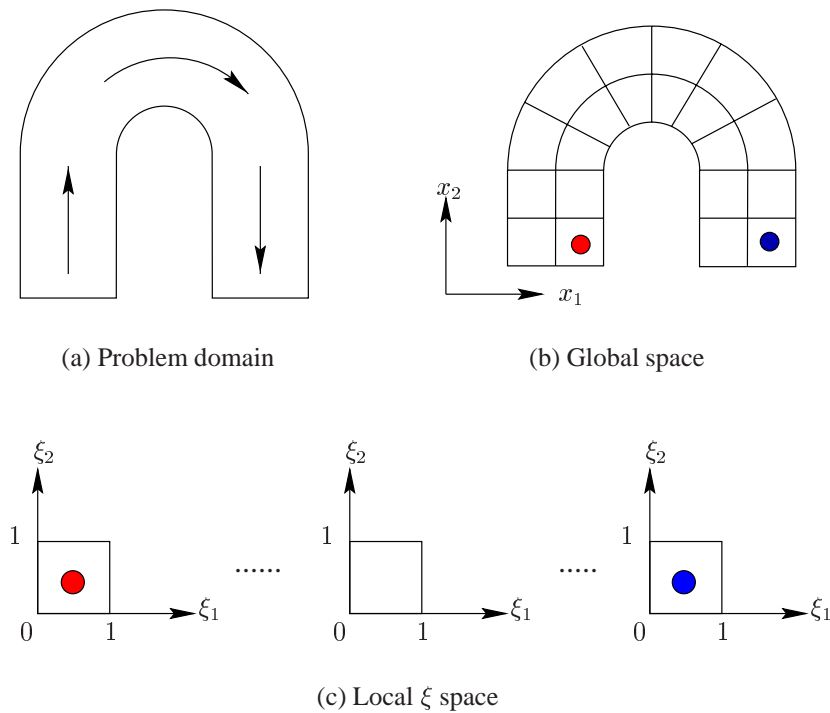 x₂
x₁
(a) Problem domain
(b) Global space
ξ₂
ξ₂
ξ₂
1
1
1
......
.....
ξ₁
ξ₁
ξ₁
0 1
0 1
0 1
(c) Local ξ space